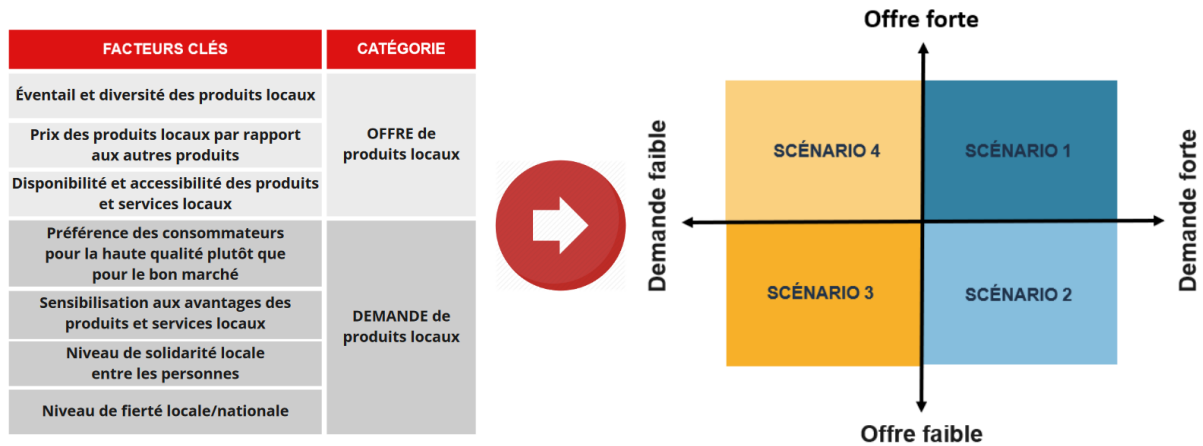 FACTEURS CLÉS
CATÉGORIE
Éventail et diversité des produits locaux
Prix des produits locaux par rapport
aux autres produits
Disponibilité et accessibilité des produits
et services locaux
OFFRE de
produits locaux
Préférence des consommateurs
pour la haute qualité plutôt que
pour le bon marché
Sensibilisation aux avantages des
produits et services locaux
Niveau de solidarité locale
entre les personnes
Niveau de fierté locale/nationale
DEMANDE de
produits locaux
Offre forte
Demande faible
SCÉNARIO 4
SCÉNARIO 1
Demande forte
SCÉNARIO 3
SCÉNARIO 2
Offre faible